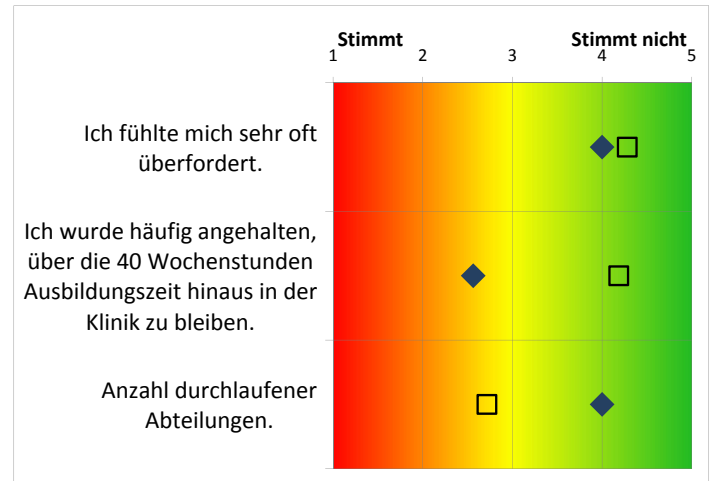 Stimmt Stimmt nicht
1 2 3 4 5
Ich fühlte mich sehr oft
überfordert.
Ich wurde häufig angehalten,
über die 40 Wochenstunden
Ausbildungszeit hinaus in der
Klinik zu bleiben.
Anzahl durchlaufener
Abteilungen.